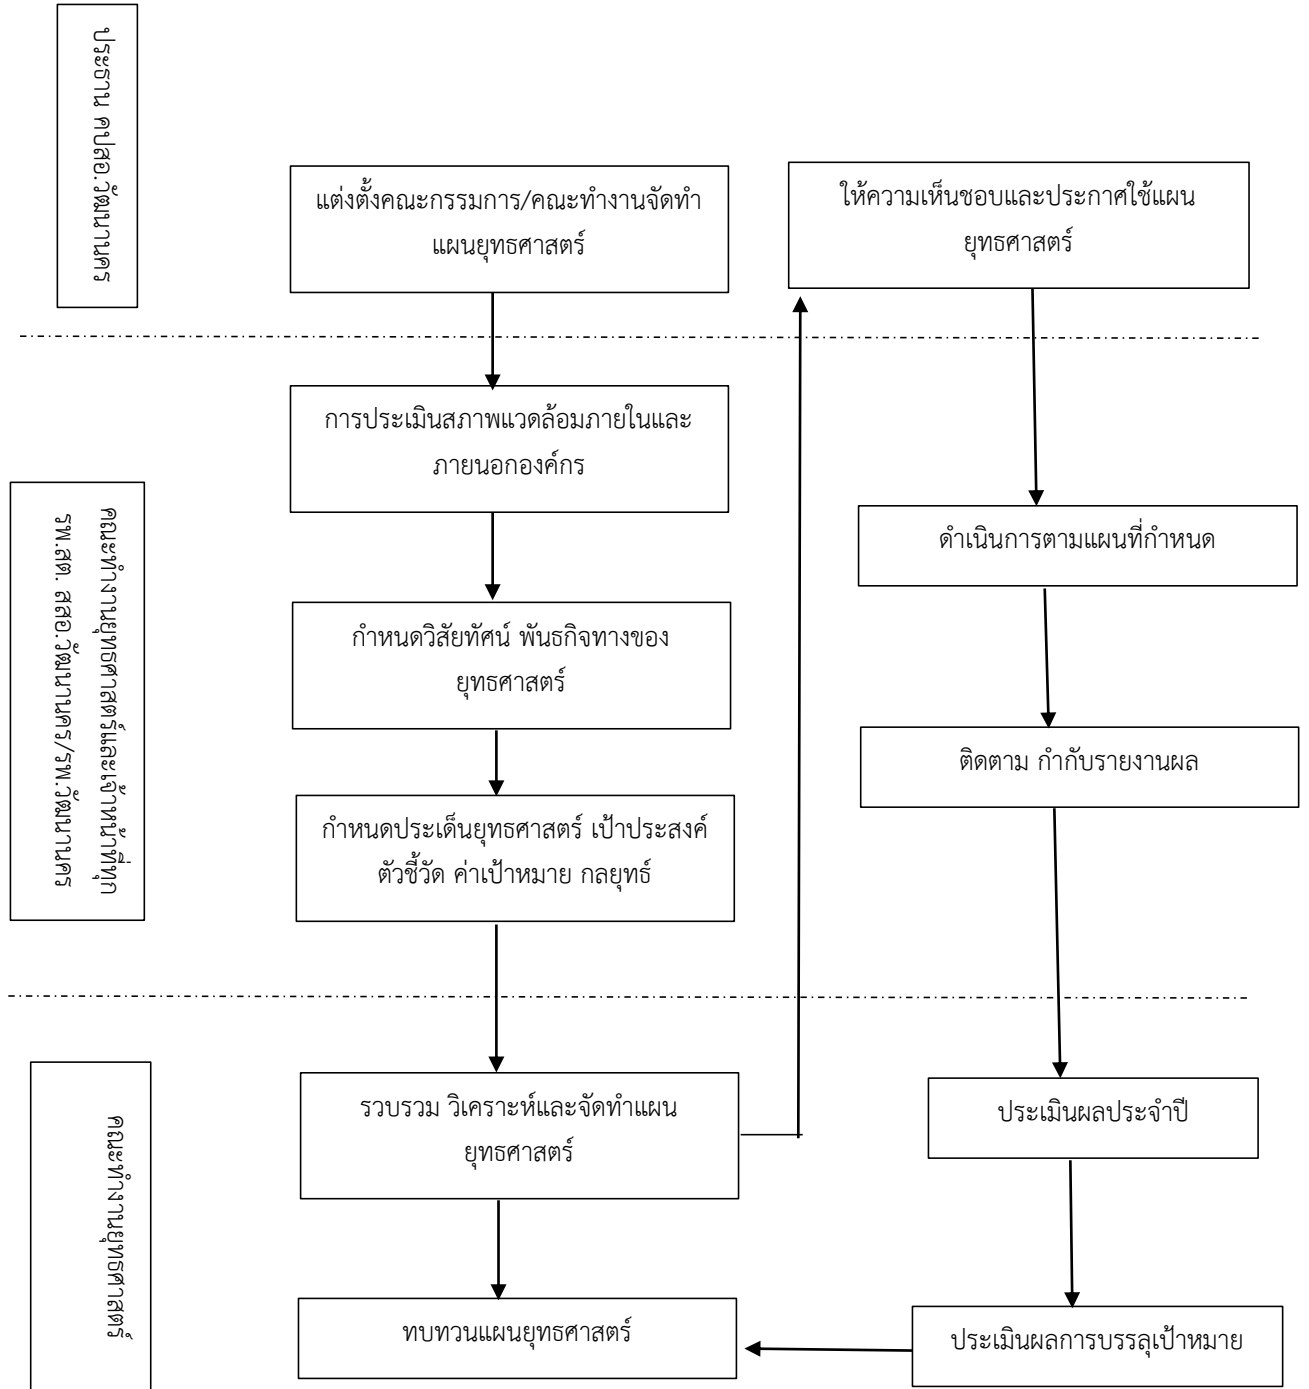 ประธาน คปสอ.วัฒนานคร
แต่งตั้งคณะกรรมการ/คณะทำงานจัดทำ
แผนยุทธศาสตร์
ให้ความเห็นชอบและประกาศใช้แผน
ยุทธศาสตร์
คณะทำงานยุทธศาสตร์และเจ้าหน้าที่ทุก
รพ.สต. สสอ.วัฒนานคร/รพ.วัฒนานคร
การประเมินสภาพแวดล้อมภายในและ
ภายนอกองค์กร
กำหนดวิสัยทัศน์ พันธกิจทางของ
ยุทธศาสตร์
กำหนดประเด็นยุทธศาสตร์ เป้าประสงค์
ตัวชี้วัด ค่าเป้าหมาย กลยุทธ์
ดำเนินการตามแผนที่กำหนด
ติดตาม กำกับรายงานผล
คณะทำงานยุทธศาสตร์
รวบรวม วิเคราะห์และจัดทำแผน
ยุทธศาสตร์
ทบทวนแผนยุทธศาสตร์
ประเมินผลประจำปี
ประเมินผลการบรรลุเป้าหมาย